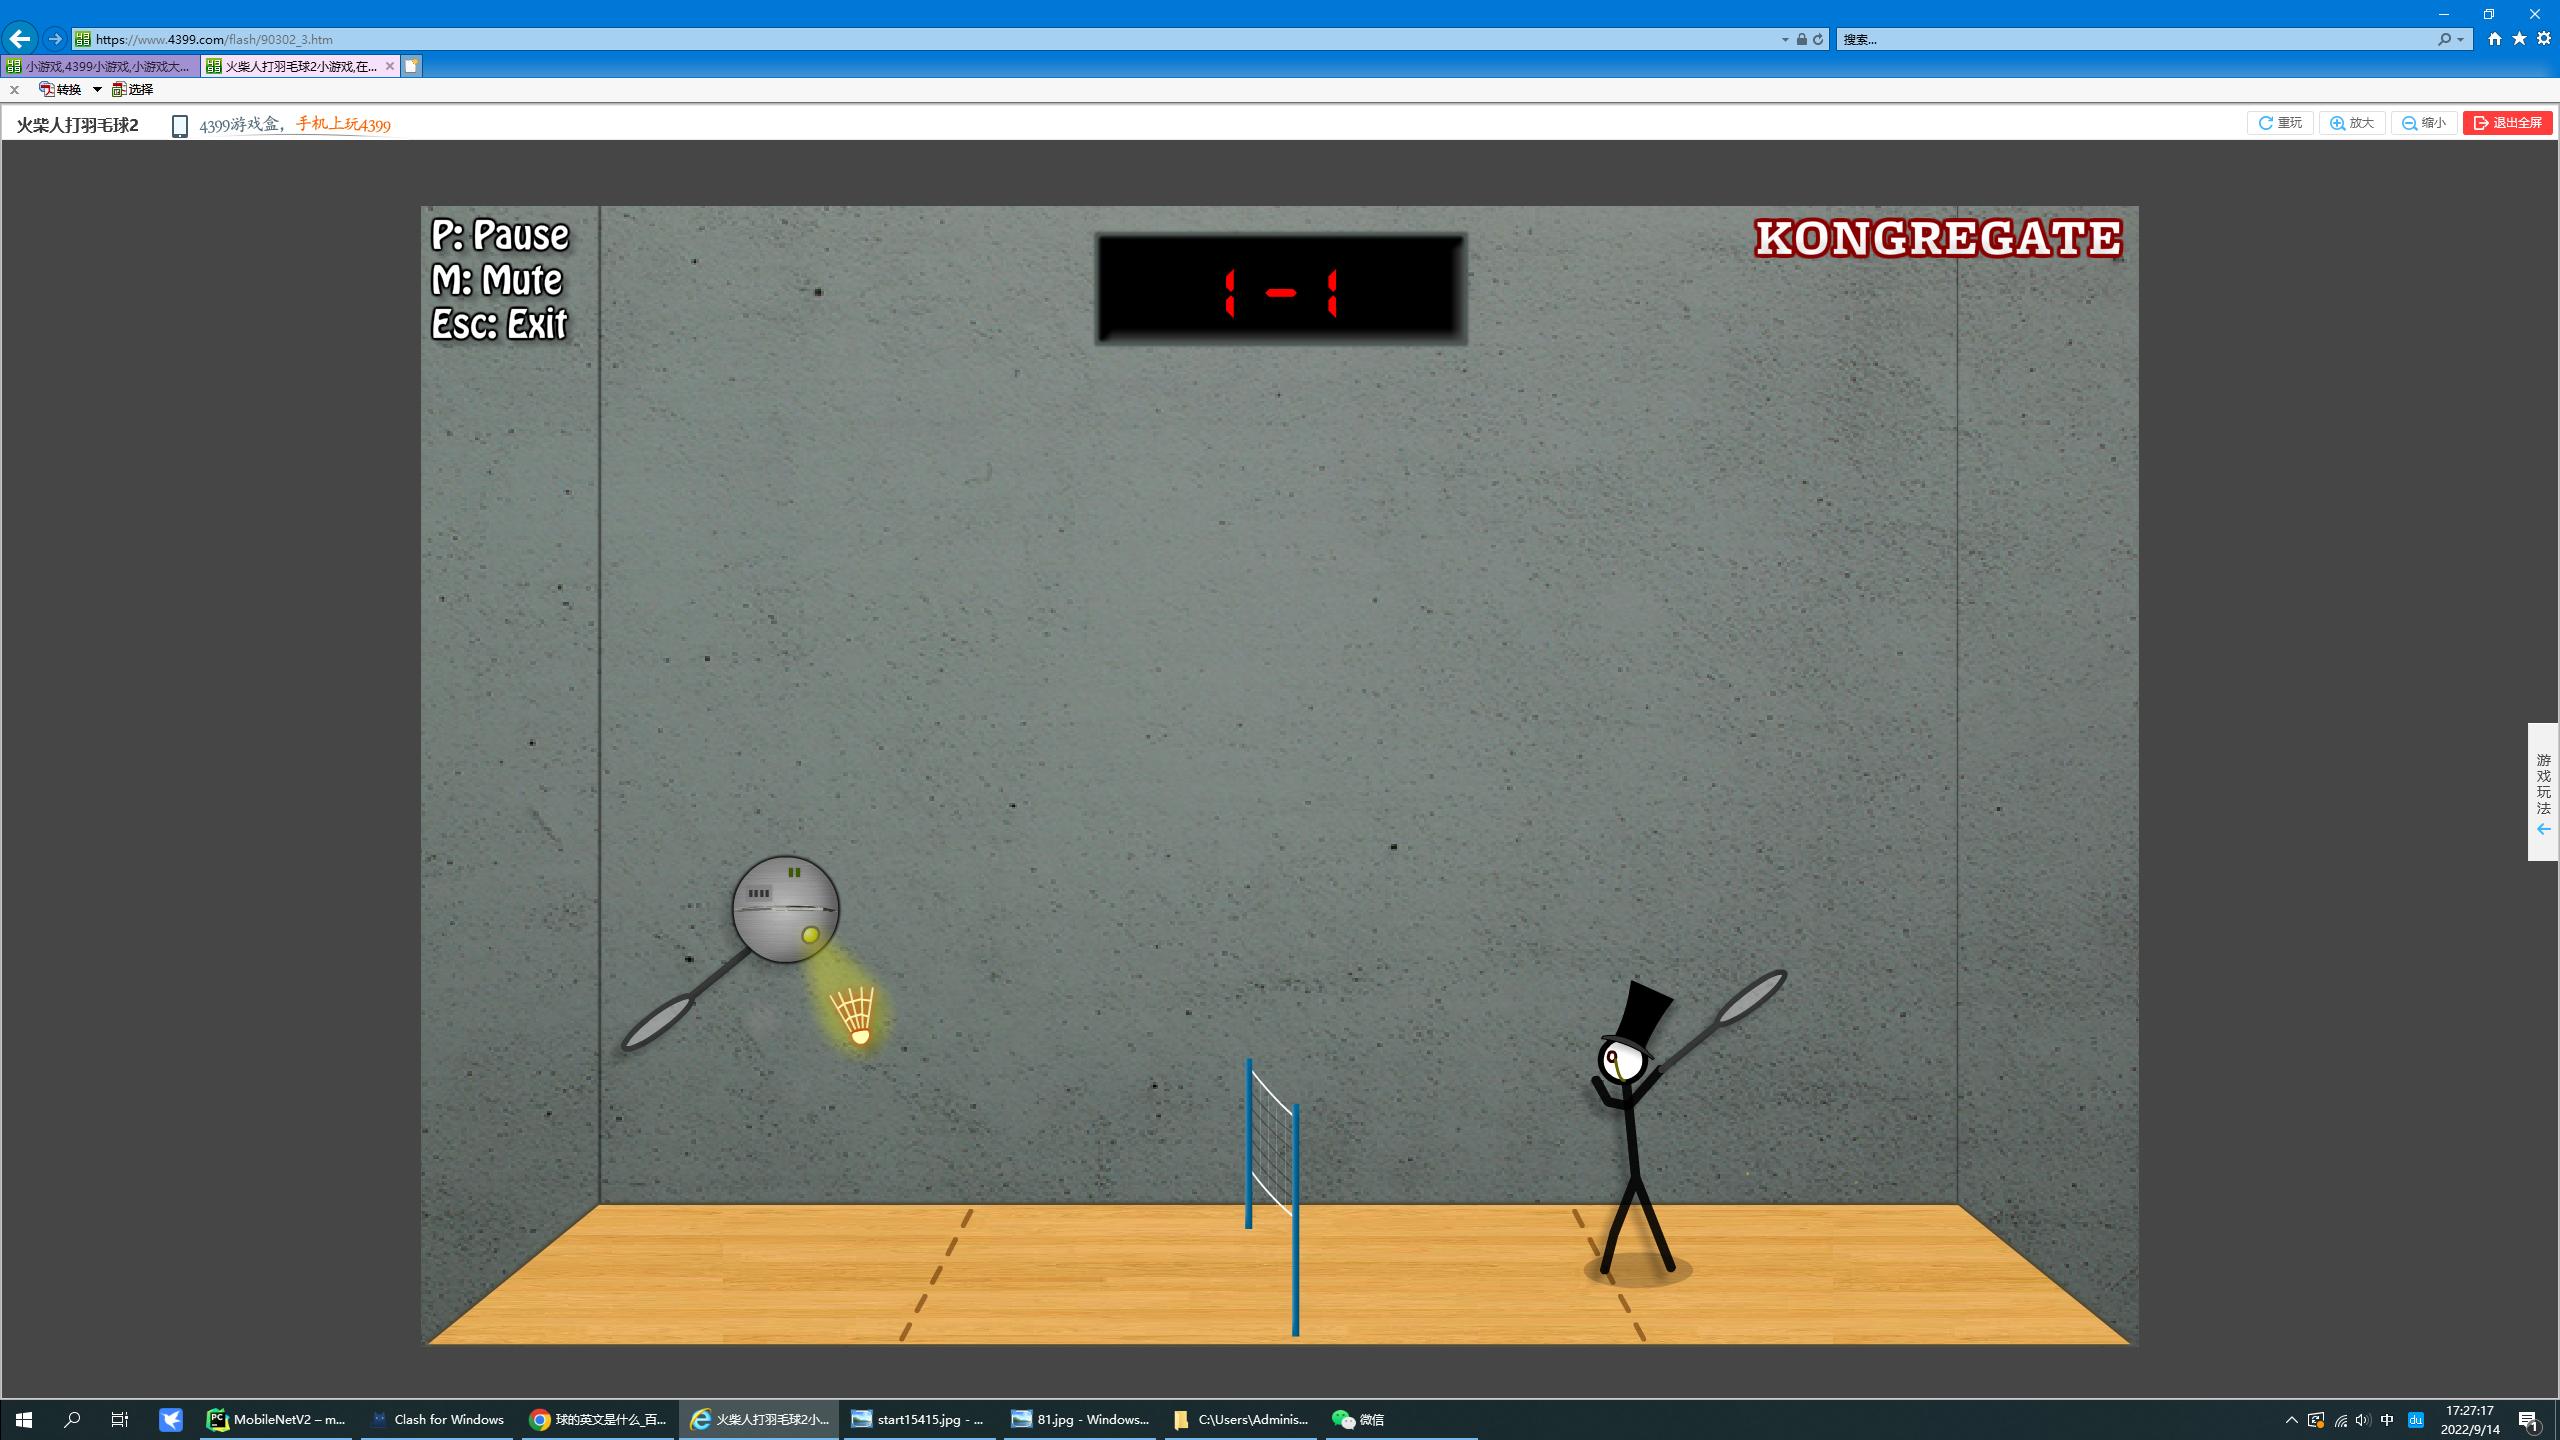 https://www.4399.com/flash/90302_3.htm
搜索...
小游戏,4399小游戏,小游戏大...
火柴人打羽毛球2小游戏,在...
转换
选择
火柴人打羽毛球2
4399游戏盒，手机上玩4399
重玩
放大
缩小
退出全屏
P: Pause
M: Mute
Esc: Exit
1 - 1
KONGREGATE
游戏玩法
MobileNetV2 – m...
Clash for Windows
球的英文是什么_百...
火柴人打羽毛球2小...
start15415.jpg - ...
81.jpg - Windows...
C:\Users\Adminis...
微信
中
du
17:27:17
2022/9/14
1